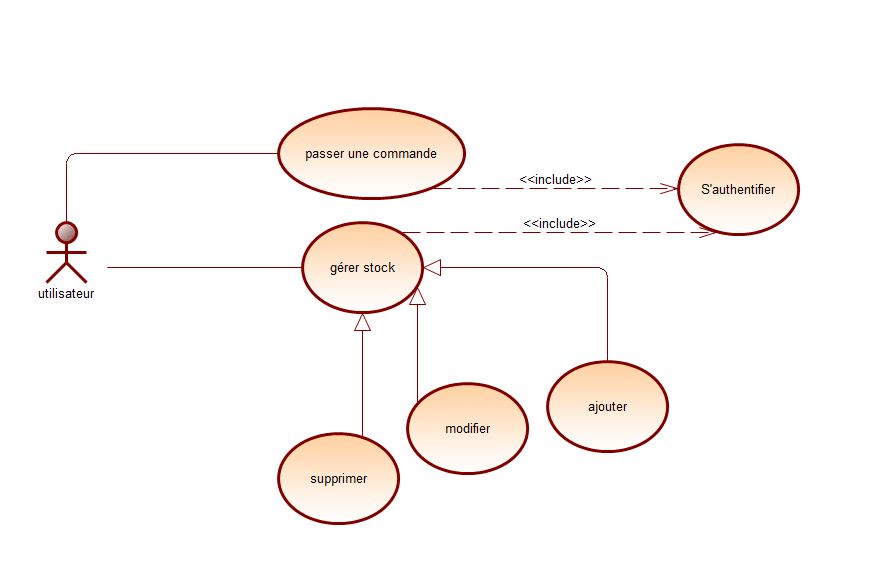 passer une commande
<<include>>
S'authentifier
<<include>>
gérer stock
utilisateur
ajouter
modifier
supprimer